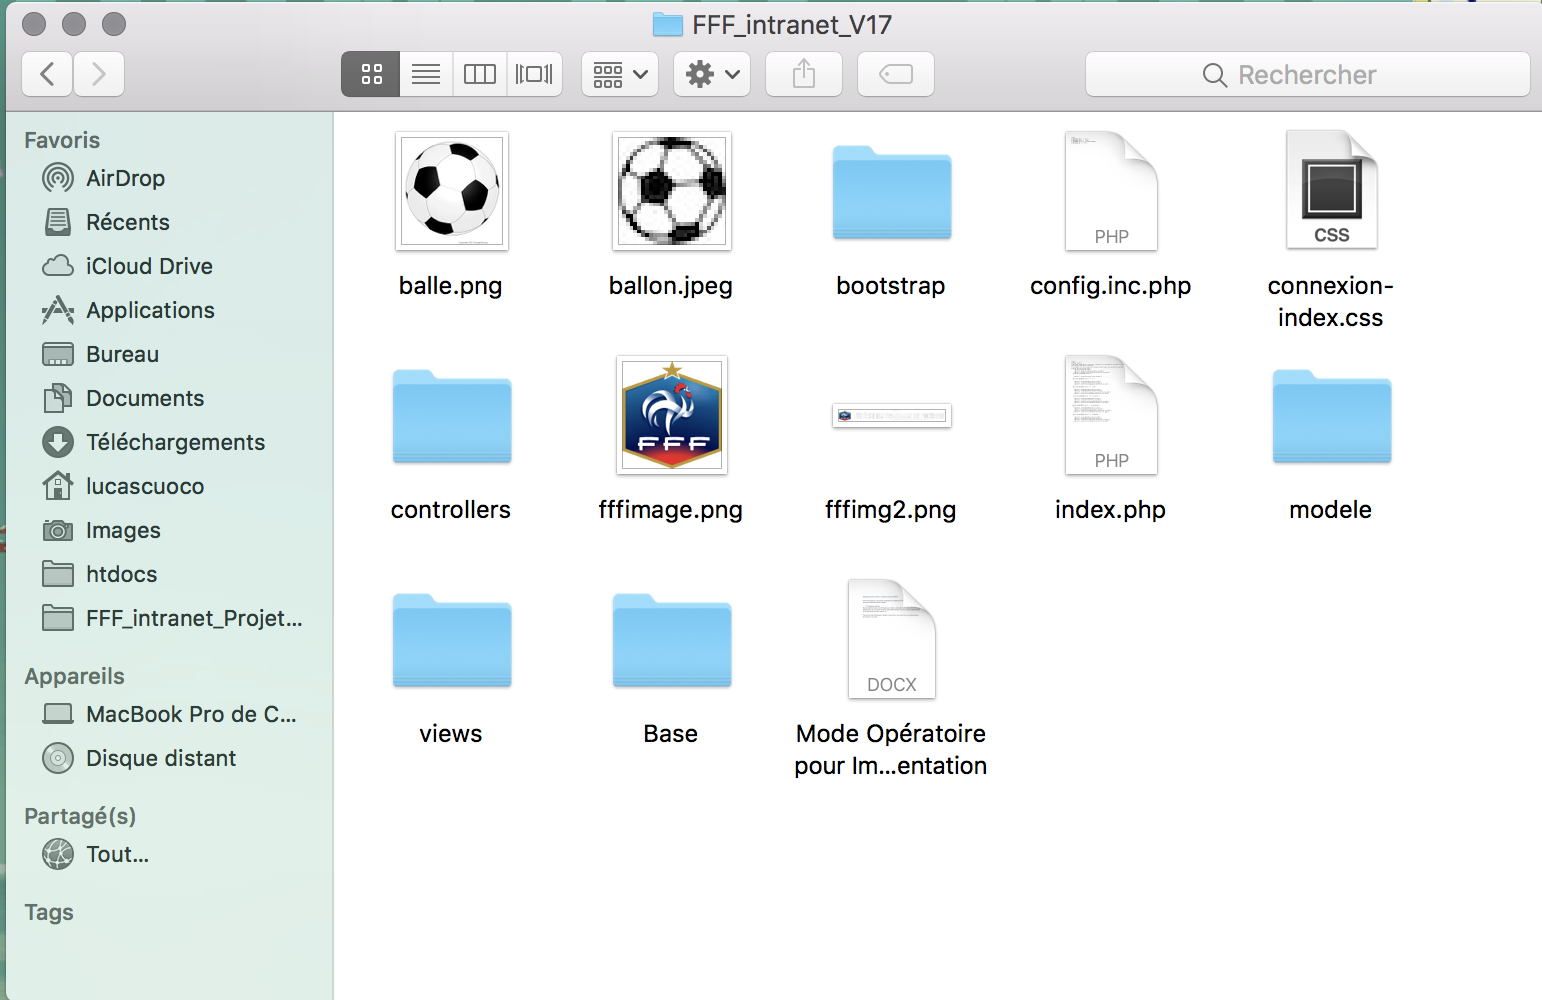 FFF_intranet_V17
Rechercher
Favoris
AirDrop
Récents
iCloud Drive
Applications
Bureau
Documents
Téléchargements
lucascuoco
Images
htdocs
FFF_intranet_Projet...
Appareils
MacBook Pro de C...
Disque distant
Partagé(s)
Tout...
Tags
balle.png
ballon.jpeg
bootstrap
PHP
config.inc.php
CSS
connexion-
index.css
controllers
FFF
fffimage.png
fffimg2.png
PHP
index.php
modele
views
Base
DOCX
Mode Opératoire
pour Im...entation